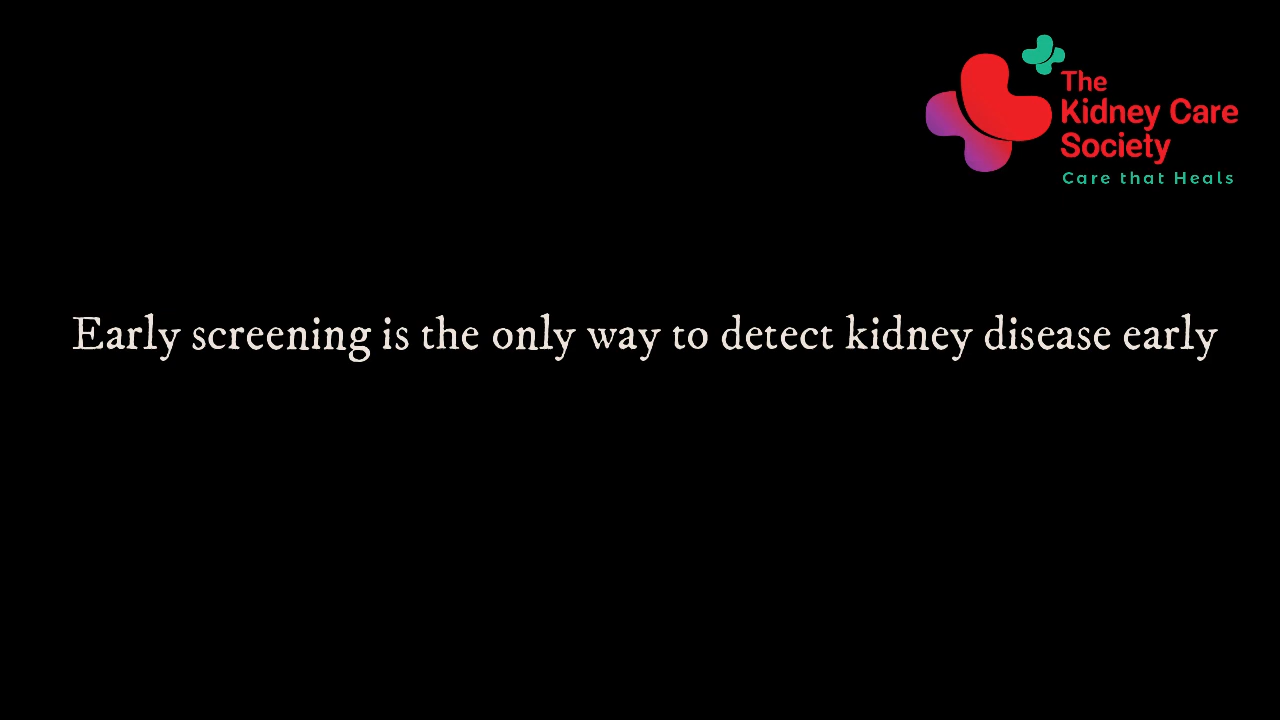 The
Kidney Care
Society
Care that Heals
Early screening is the only way to detect kidney disease early